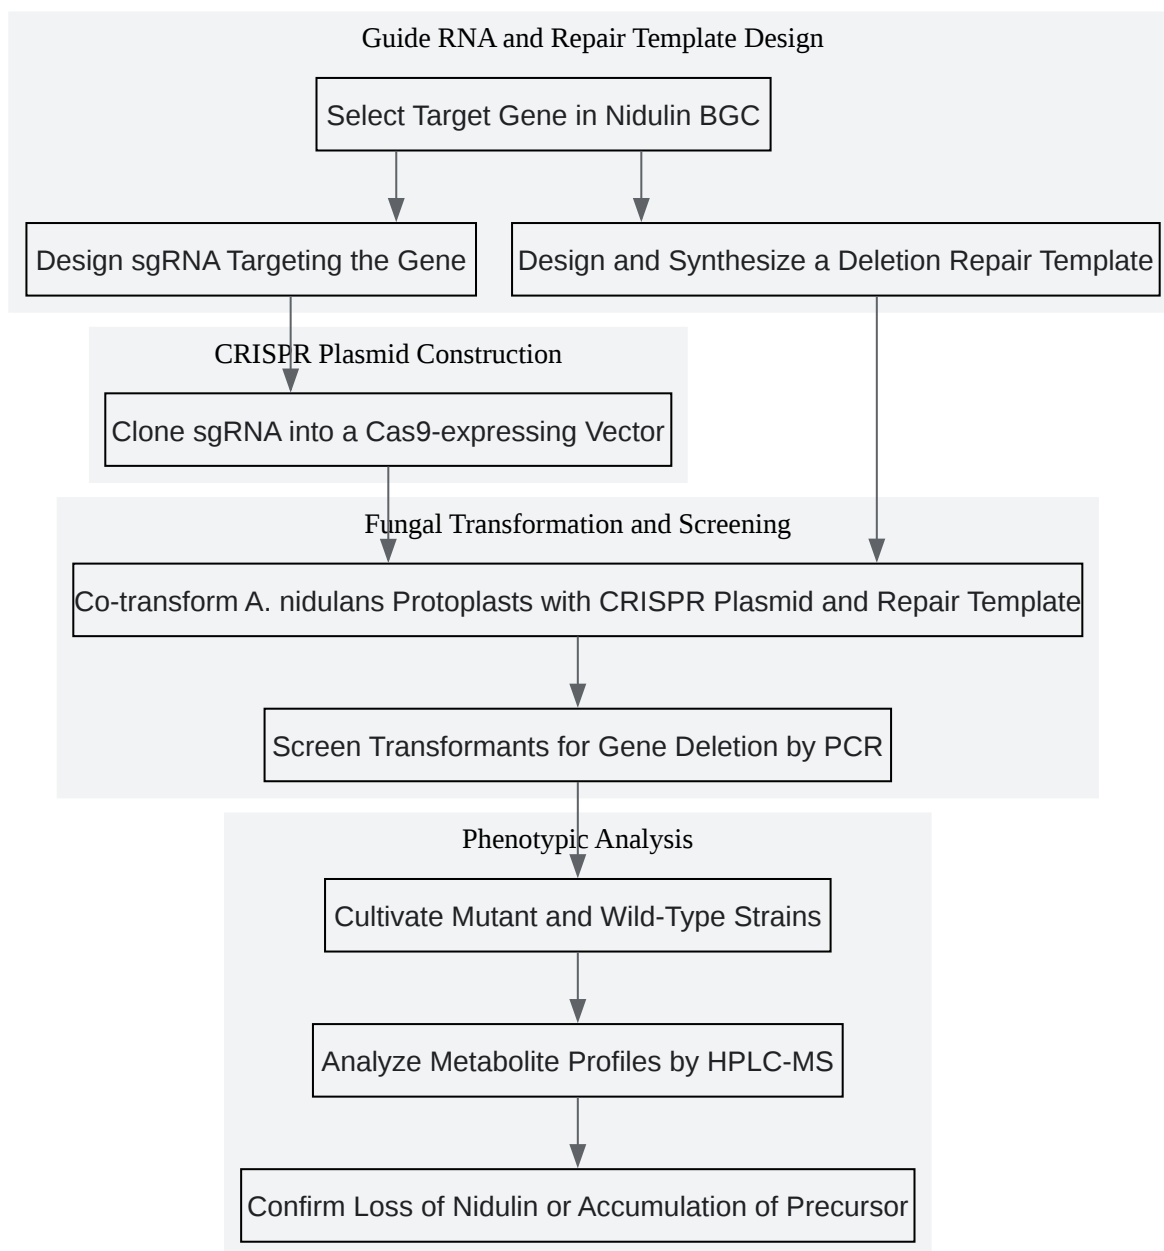 Guide RNA and Repair Template Design
Select Target Gene in Nidulin BGC
Design sgRNA Targeting the Gene
Design and Synthesize a Deletion Repair Template
CRISPR Plasmid Construction
Clone sgRNA into a Cas9-expressing Vector
Fungal Transformation and Screening
Co-transform A. nidulans Protoplasts with CRISPR Plasmid and Repair Template
Screen Transformants for Gene Deletion by PCR
Phenotypic Analysis
Cultivate Mutant and Wild-Type Strains
Analyze Metabolite Profiles by HPLC-MS
Confirm Loss of Nidulin or Accumulation of Precursor